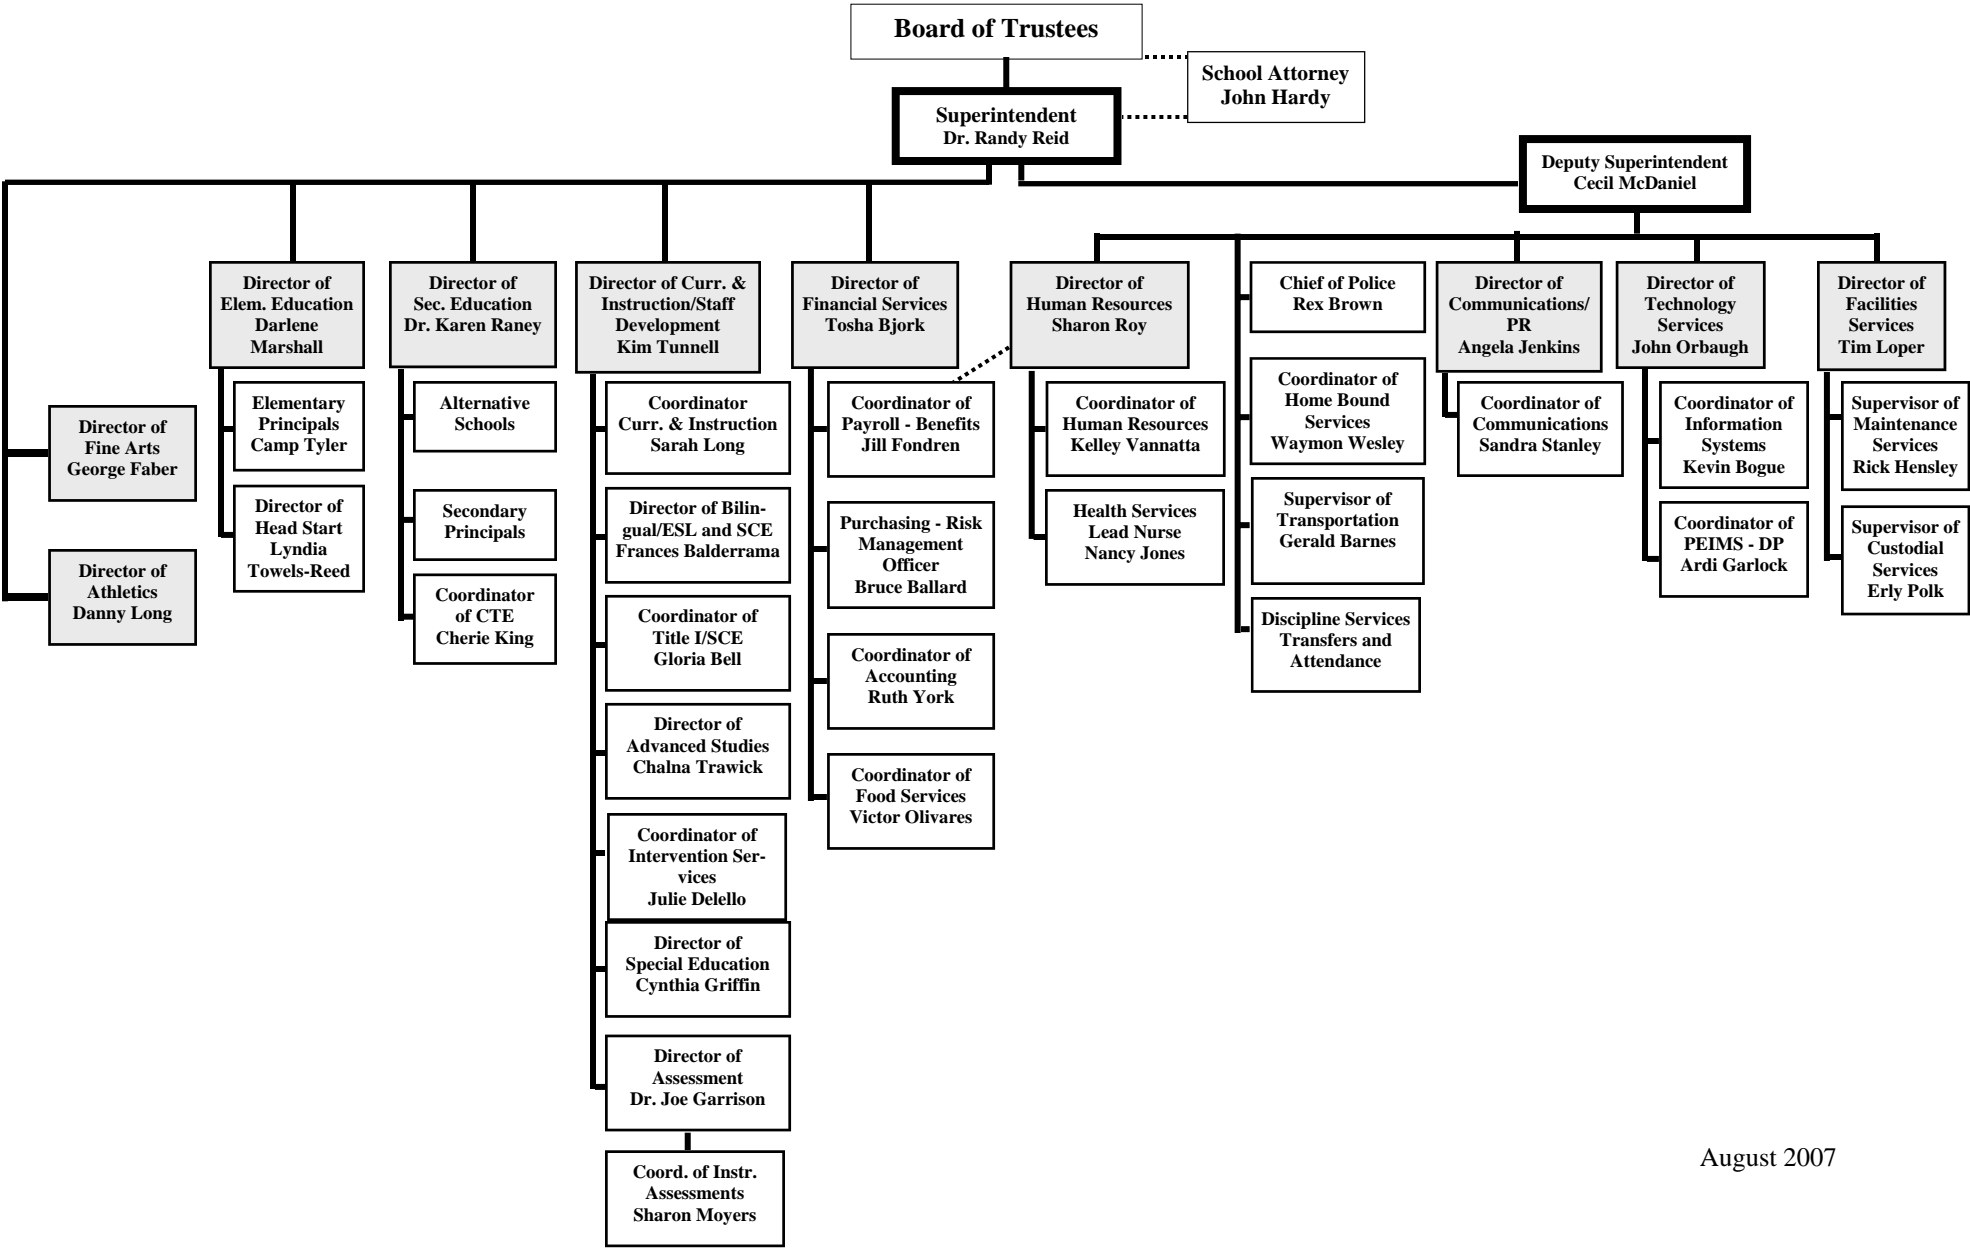 Board of Trustees
School Attorney
John Hardy
Superintendent
Dr. Randy Reid
Deputy Superintendent
Cecil McDaniel
Director of
Fine Arts
George Faber
Director of
Athletics
Danny Long
Director of
Elem. Education
Darlene
Marshall
Elementary
Principals
Camp Tyler
Director of
Head Start
Lyndia
Towels-Reed
Director of
Sec. Education
Dr. Karen Raney
Alternative
Schools
Secondary
Principals
Coordinator
of CTE
Cherie King
Director of Curr. &
Instruction/Staff
Development
Kim Tunnell
Coordinator
Curr. & Instruction
Sarah Long
Director of Bilin-
gual/ESL and SCE
Frances Balderrama
Coordinator of
Title I/SCE
Gloria Bell
Director of
Advanced Studies
Chalna Trawick
Coordinator of
Intervention Ser-
vices
Julie Delello
Director of
Special Education
Cynthia Griffin
Director of
Assessment
Dr. Joe Garrison
Coord. of Instr.
Assessments
Sharon Moyers
Director of
Financial Services
Tosha Bjork
Coordinator of
Payroll - Benefits
Jill Fondren
Purchasing - Risk
Management
Officer
Bruce Ballard
Coordinator of
Accounting
Ruth York
Coordinator of
Food Services
Victor Olivares
Director of
Human Resources
Sharon Roy
Coordinator of
Human Resources
Kelley Vannatta
Health Services
Lead Nurse
Nancy Jones
Chief of Police
Rex Brown
Coordinator of
Home Bound
Services
Waymon Wesley
Supervisor of
Transportation
Gerald Barnes
Discipline Services
Transfers and
Attendance
Director of
Communications/
PR
Angela Jenkins
Coordinator of
Communications
Sandra Stanley
Director of
Technology
Services
John Orbaugh
Coordinator of
Information
Systems
Kevin Bogue
Coordinator of
PEIMS - DP
Ardi Garlock
Director of
Facilities
Services
Tim Loper
Supervisor of
Maintenance
Services
Rick Hensley
Supervisor of
Custodial
Services
Erly Polk
August 2007